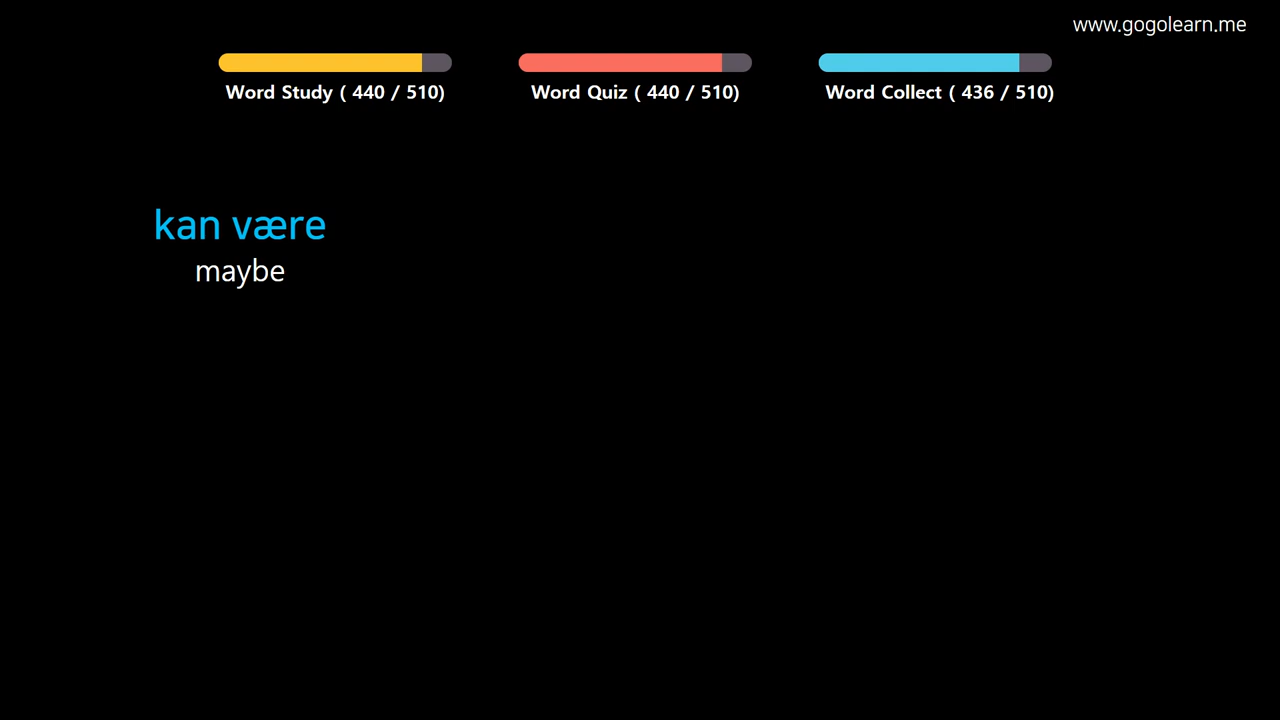 www.gogolearn.me
Word Study ( 440 / 510)
Word Quiz ( 440 / 510)
Word Collect ( 436 / 510)
kan være
maybe